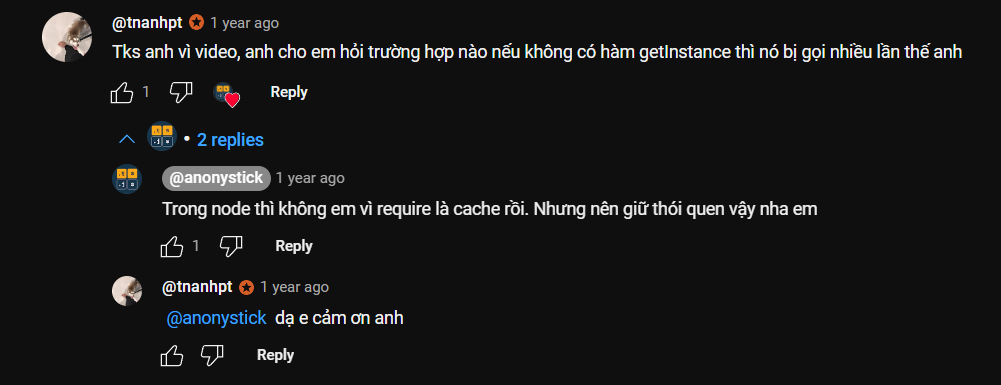 @tnanhpt 1 year ago
Tks anh vì video, anh cho em hỏi trường hợp nào nếu không có hàm getInstance thì nó bị gọi nhiều lần thế anh
1 Reply
• 2 replies
@anonystick 1 year ago
Trong node thì không em vì require là cache rồi. Nhưng nên giữ thói quen vậy nha em
1 Reply
@tnanhpt 1 year ago
@anonystick dạ e cảm ơn anh
Reply